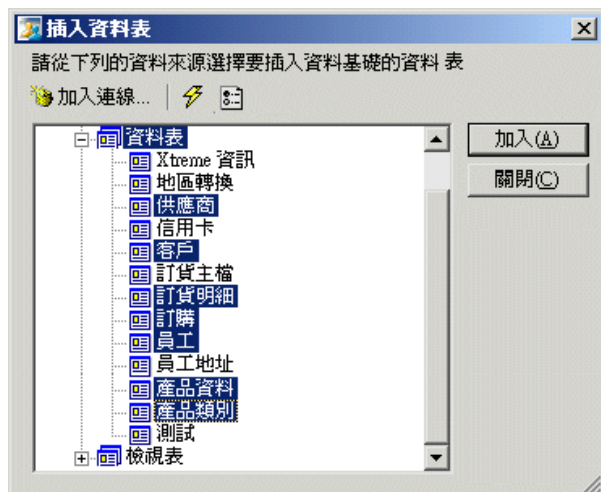 插入資料表
請從下列的資料來源選擇要插入資料基礎的資料 表
加入連線...
資料表
加入(A)
Xtreme 資訊
地區轉換
關閉(C)
供應商
信用卡
客戶
訂貨主檔
訂貨明細
訂購
員工
員工地址
產品資料
產品類別
測試
檢視表